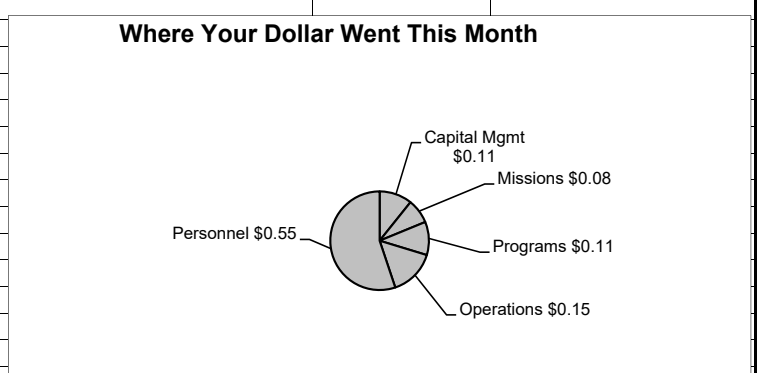 Where Your Dollar Went This Month
Capital Mgmt
$0.11
Missions $0.08
Personnel $0.55
Programs $0.11
Operations $0.15